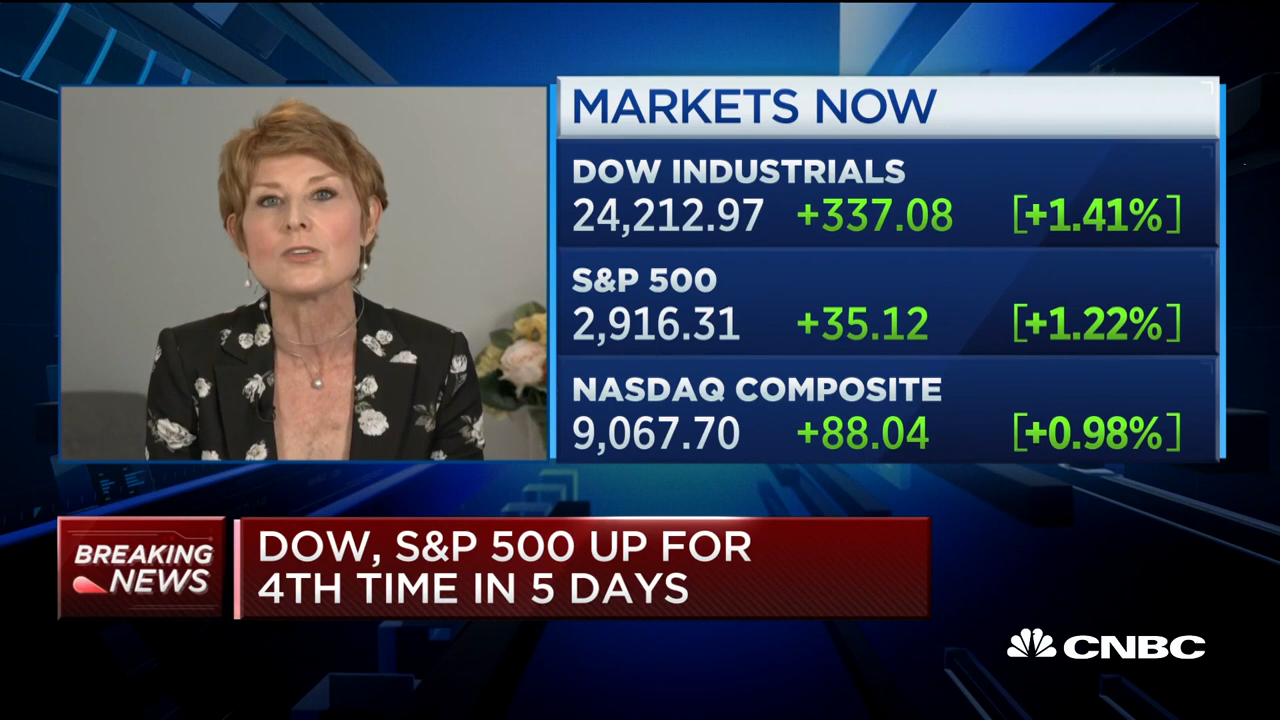 MARKETS NOW
DOW INDUSTRIALS
24,212.97 +337.08 [+1.41%]
S&P 500
2,916.31 +35.12 [+1.22%]
NASDAQ COMPOSITE
9,067.70 +88.04 [+0.98%]
BREAKING
NEWS
DOW, S&P 500 UP FOR
4TH TIME IN 5 DAYS
CNBC